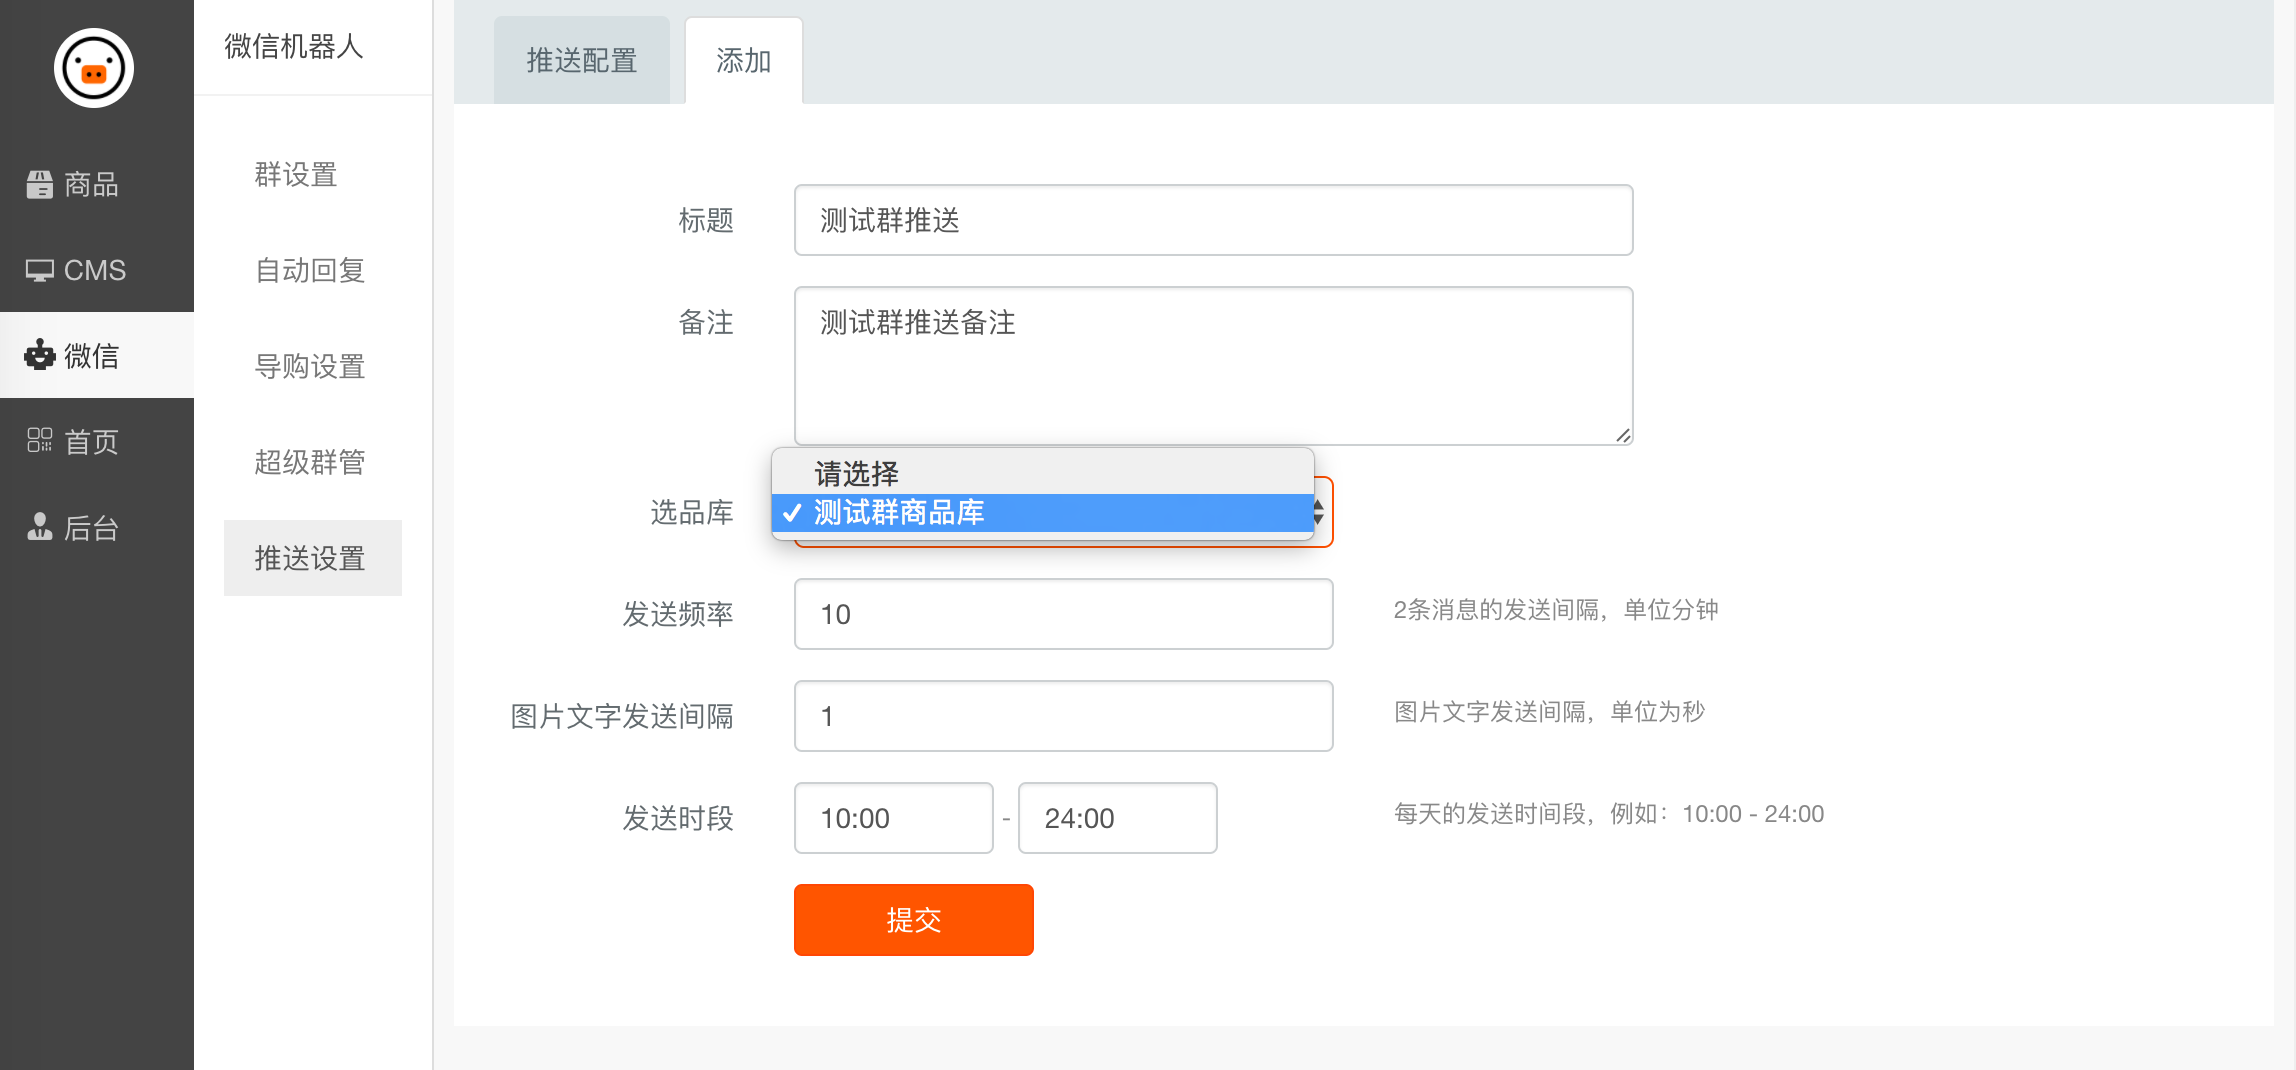 微信机器人
商品
CMS
微信
首页
后台
群设置
自动回复
导购设置
超级群管
推送设置
推送配置
添加
标题
测试群推送
备注
测试群推送备注
选品库
请选择
✓ 测试群商品库
发送频率
10
2条消息的发送间隔，单位分钟
图片文字发送间隔
1
图片文字发送间隔，单位为秒
发送时段
10:00 - 24:00
每天的发送时间段，例如：10:00 - 24:00
提交